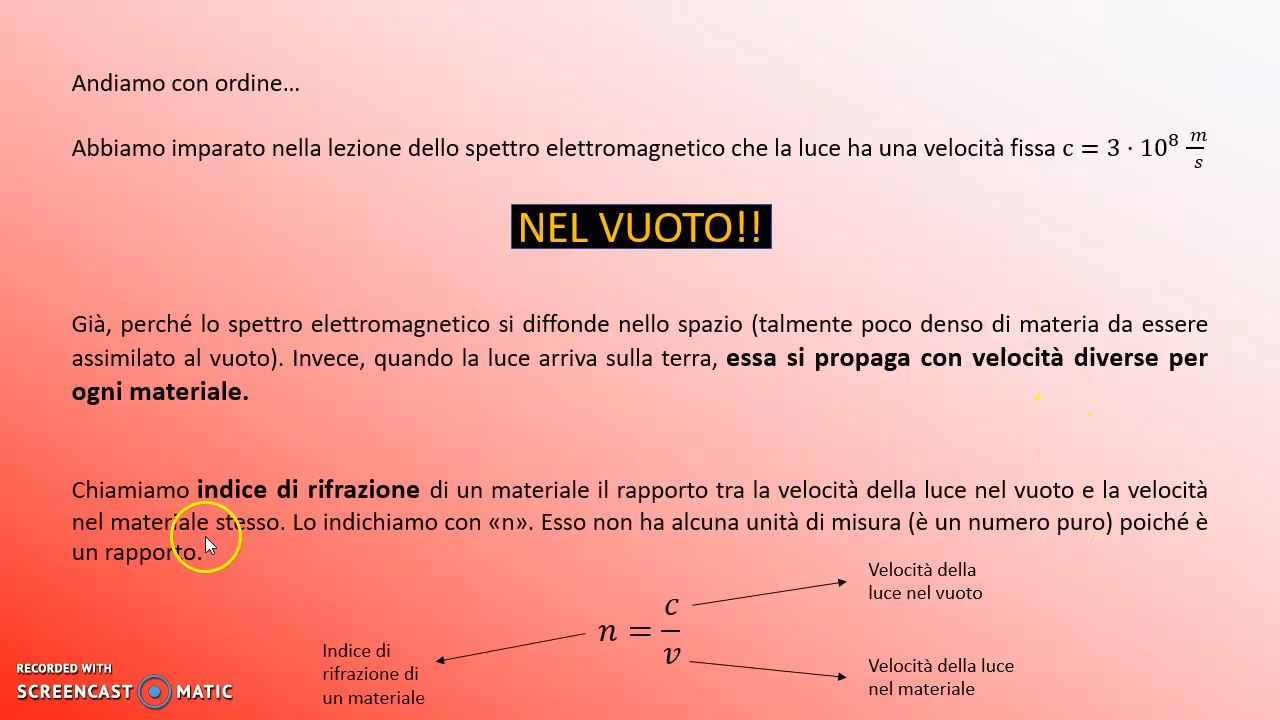 Andiamo con ordine…
Abbiamo imparato nella lezione dello spettro elettromagnetico che la luce ha una velocità fissa c = 3 · 10⁸ m/s
NEL VUOTO!!
Già, perché lo spettro elettromagnetico si diffonde nello spazio (talmente poco denso di materia da essere
assimilato al vuoto). Invece, quando la luce arriva sulla terra, essa si propaga con velocità diverse per
ogni materiale.
Chiamiamo indice di rifrazione di un materiale il rapporto tra la velocità della luce nel vuoto e la velocità
nel materiale stesso. Lo indichiamo con «n». Esso non ha alcuna unità di misura (è un numero puro) poiché è
un rapporto.
Velocità della
luce nel vuoto
n = c/v
Indice di
rifrazione di
un materiale
Velocità della luce
nel materiale
RECORDED WITH
SCREENCAST MATIC